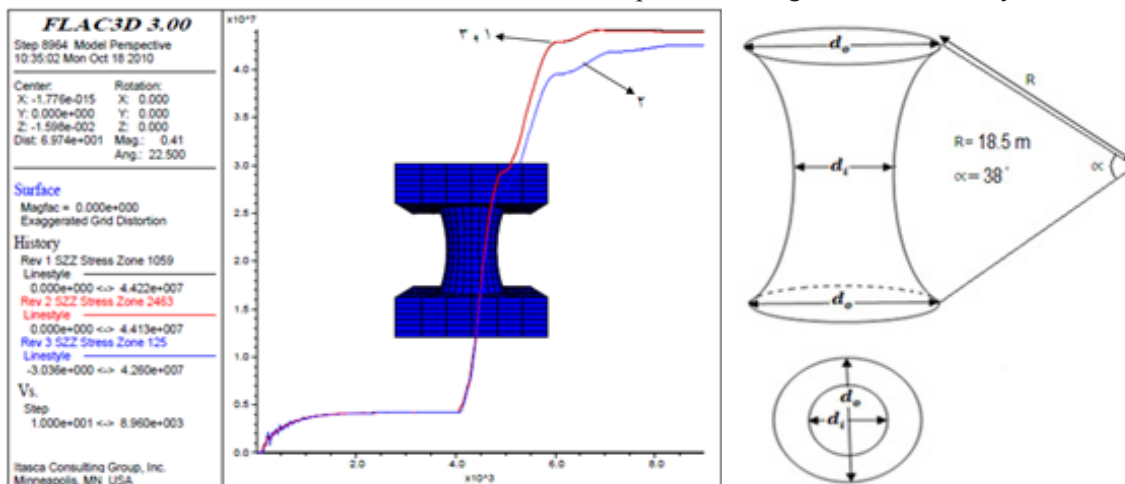 FLAC3D 3.00
Step 8964 Model Perspective
10:35:02 Mon Oct 18 2010
Center: Rotation:
X: -1.776e-015 X: 0.000
Y: 0.000e+000 Y: 0.000
Z: -1.598e-002 Z: 0.000
Dist: 6.974e+001 Mag.: 0.41
Ang.: 22.500
Surface
Magfac = 0.000e+000
Exaggerated Grid Distortion
History
Rev 1 SZZ Stress Zone 1059
Linestyle
0.000e+000 <-> 4.422e+007
Rev 2 SZZ Stress Zone 2463
Linestyle
0.000e+000 <-> 4.413e+007
Rev 3 SZZ Stress Zone 125
Linestyle
-3.036e+000 <-> 4.260e+007
Vs.
Step
1.000e+001 <-> 8.960e+003
Itasca Consulting Group, Inc.
Minneapolis, MN USA
x10^7
4.0
3.5
3.0
2.5
2.0
1.5
1.0
0.5
0.0
2.0 4.0 6.0 8.0
x10^3
۱ و ۳
۲
dₒ
R
R= 18.5 m
dᵢ
∝
∝= 38°
dₒ
dₒ
dᵢ